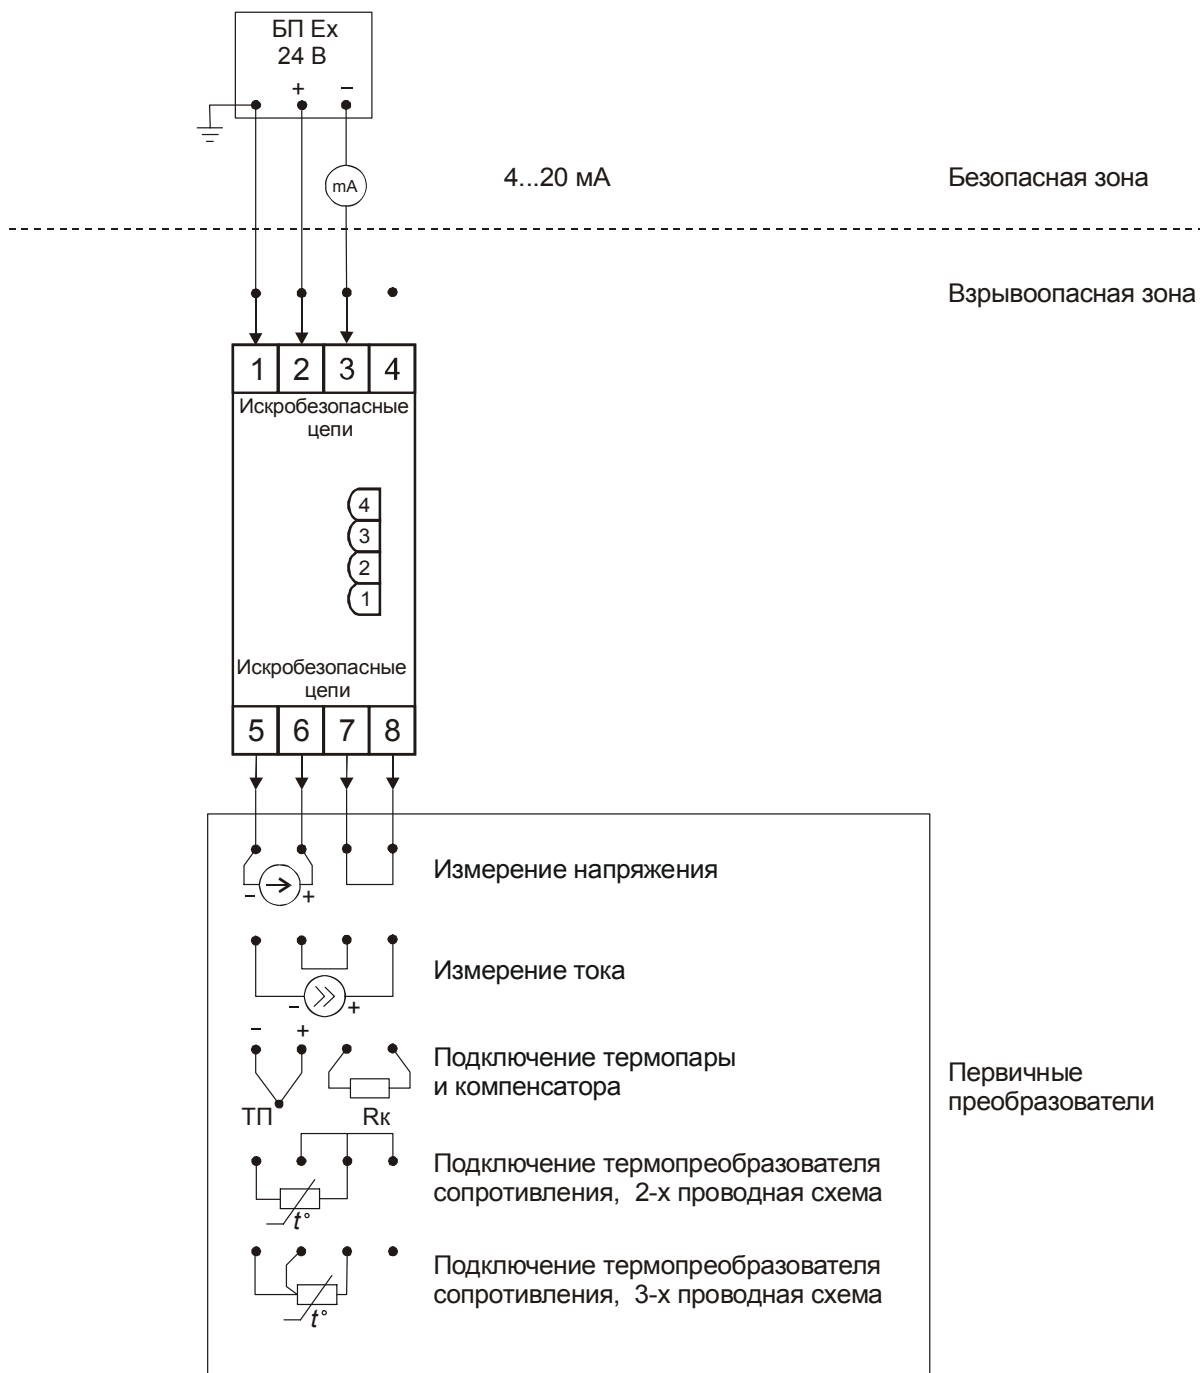 БП Ex
24 В
+ −
mA
4...20 мА
Безопасная зона
Взрывоопасная зона
1 2 3 4
Искробезопасные
цепи
4
3
2
1
Искробезопасные
цепи
5 6 7 8
− +
Измерение напряжения
− +
Измерение тока
− +
ТП
Rк
Подключение термопары
и компенсатора
Первичные
преобразователи
t°
Подключение термопреобразователя
сопротивления, 2-х проводная схема
t°
Подключение термопреобразователя
сопротивления, 3-х проводная схема